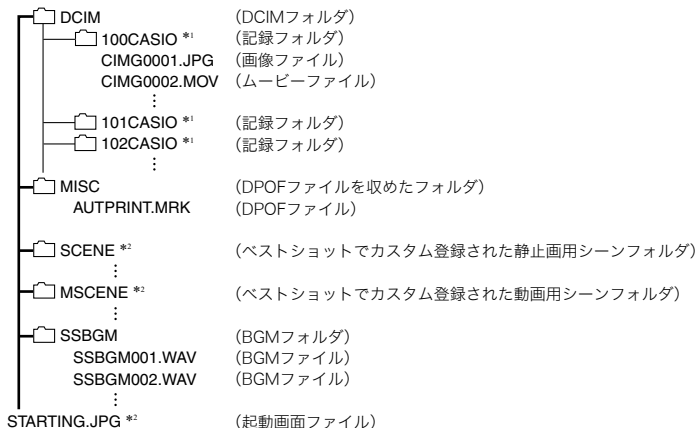 DCIM (DCIMフォルダ)
100CASIO *1 (記録フォルダ)
CIMG0001.JPG (画像ファイル)
CIMG0002.MOV (ムービーファイル)
⋮
101CASIO *1 (記録フォルダ)
102CASIO *1 (記録フォルダ)
⋮
MISC (DPOFファイルを収めたフォルダ)
AUTPRINT.MRK (DPOFファイル)
SCENE *2 (ベストショットでカスタム登録された静止画用シーンフォルダ)
⋮
MSCENE *2 (ベストショットでカスタム登録された動画用シーンフォルダ)
⋮
SSBGM (BGMフォルダ)
SSBGM001.WAV (BGMファイル)
SSBGM002.WAV (BGMファイル)
⋮
STARTING.JPG *2 (起動画面ファイル)